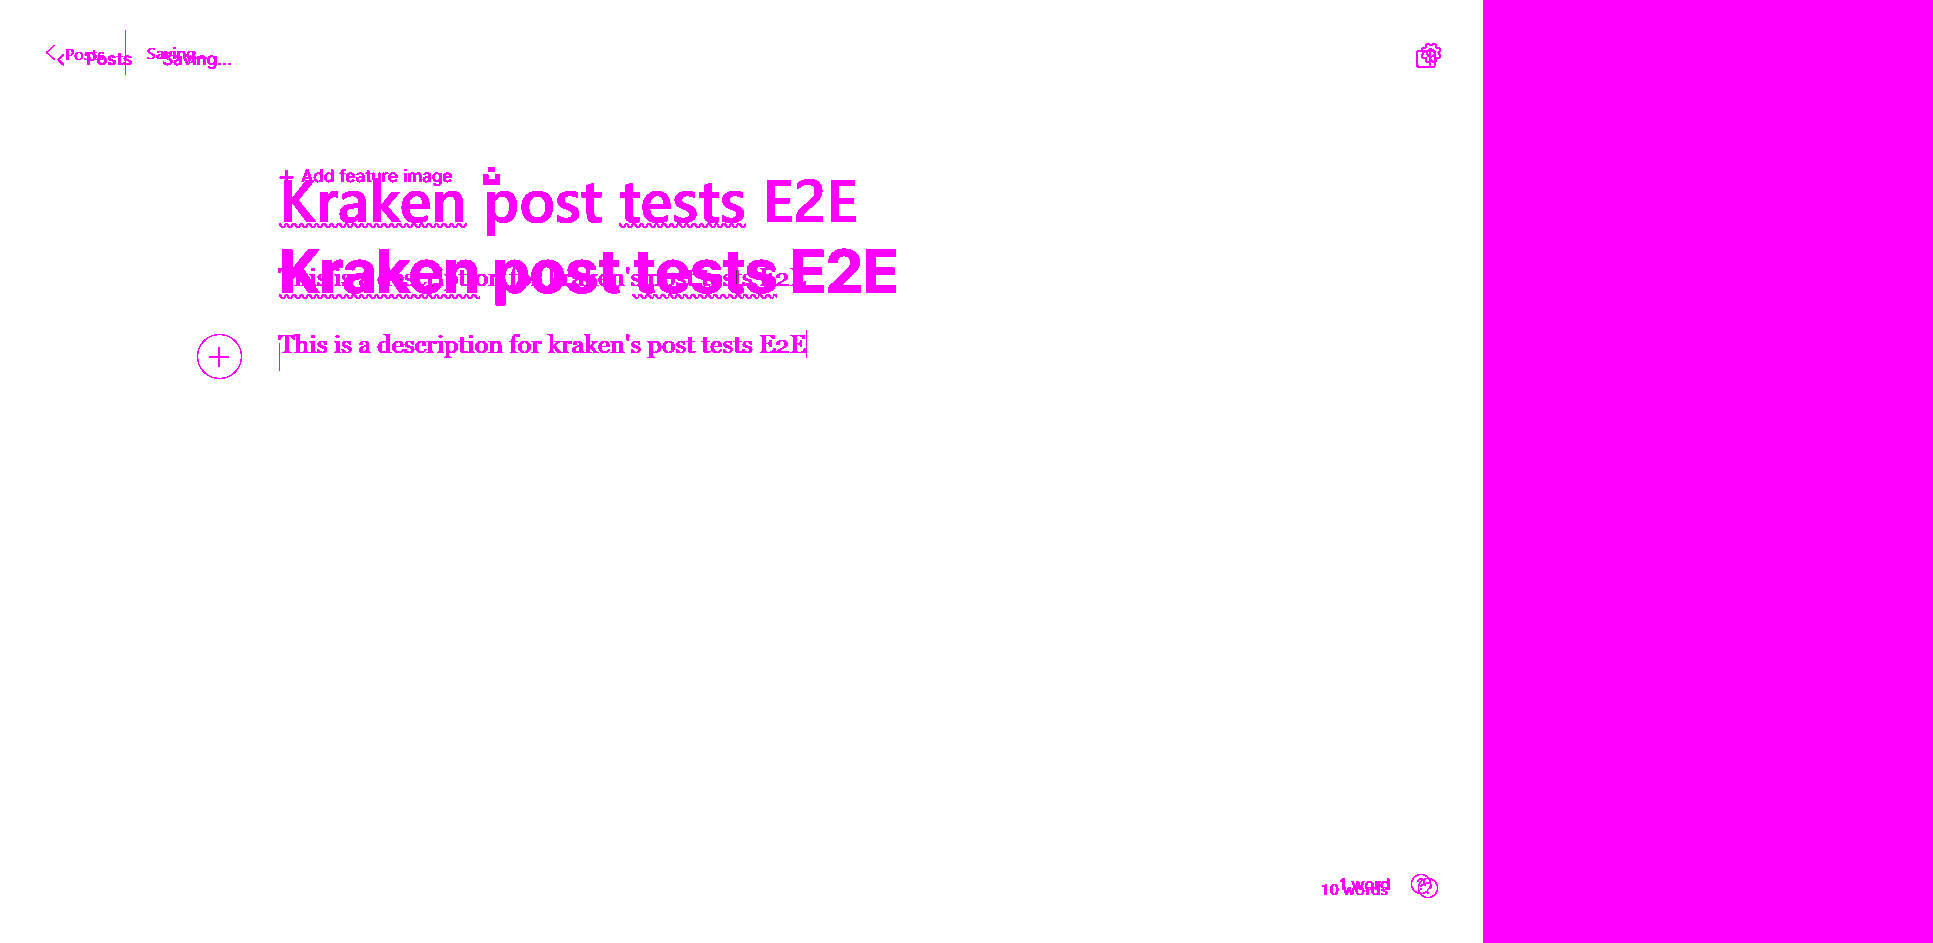 Posts Saving...
Posts Saving...
+ Add feature image
Kraken post tests E2E
Kraken post tests E2E
This is a description for kraken's post tests E2E
This is a description for kraken's post tests E2E
1 word
10 words